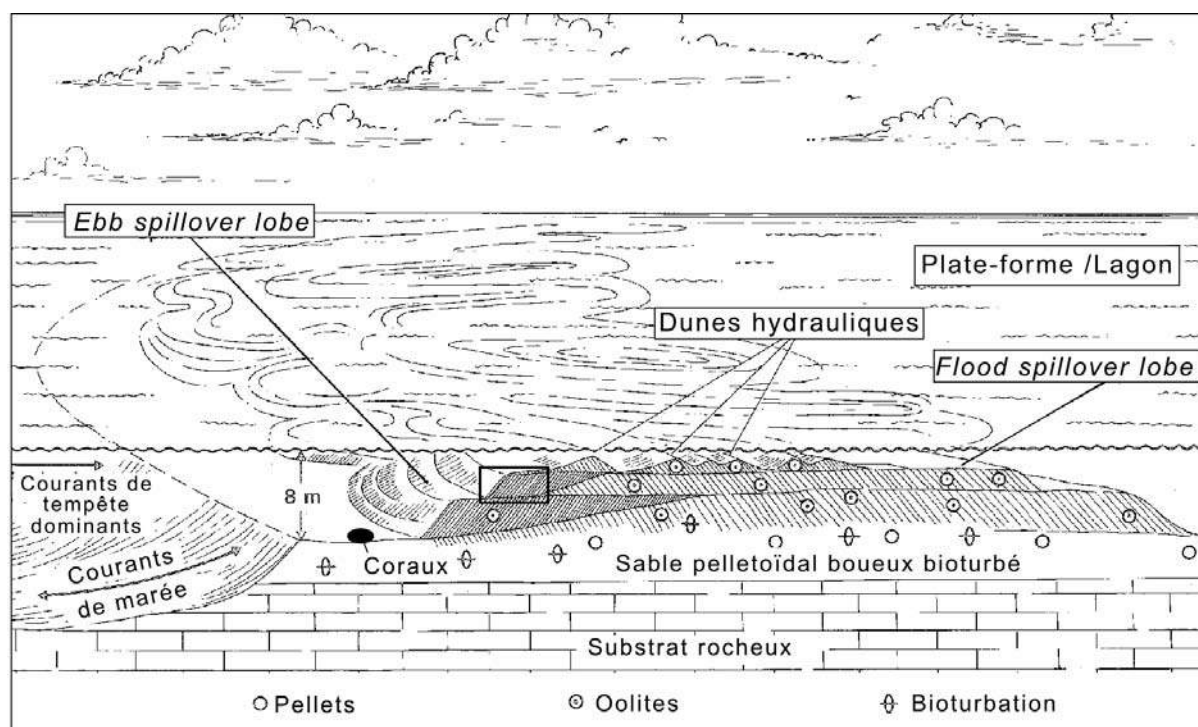 Ebb spillover lobe
Plate-forme /Lagon
Dunes hydrauliques
Flood spillover lobe
Courants de
tempête
dominants
8 m
Courants
de marée
Coraux
Sable pelletoïdal boueux bioturbé
Substrat rocheux
Pellets
Oolites
Bioturbation